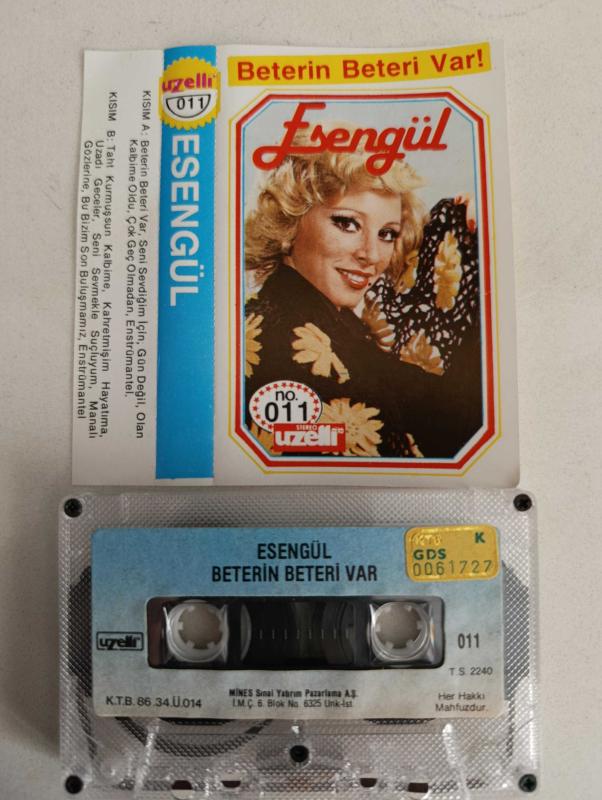 Beterin Beteri Var!
Esengül
no.
011
STEREO
uzelli
uzelli
011
ESENGÜL
KISIM A: Beterin Beteri Var, Seni Sevdiğim İçin, Gün Değil, Olan
Kalbime Oldu, Çok Geç Olmadan, Enstrümantel.
KISIM B: Taht Kurmuşsun Kalbime, Kahretmişim Hayatıma,
Uzadı Geceler, Seni Sevmekle Suçluyum, Manalı
Gözlerine, Bu Bizim Son Buluşmamız, Enstrümantel
ESENGÜL
BETERİN BETERİ VAR
K
GDS
0061727
uzelli
011
T.S. 2240
K.T.B. 86.34.Ü.014
MİNES Sınai Yatırım Pazarlama A.Ş.
İ.M.Ç. 6. Blok No. 6325 Unk-İst.
Her Hakkı
Mahfuzdur.